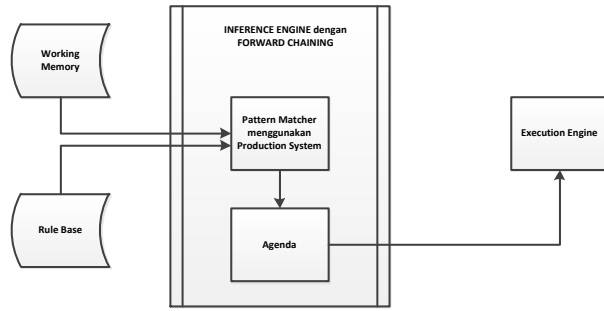 INFERENCE ENGINE dengan
FORWARD CHAINING
Working
Memory
Pattern Matcher
menggunakan
Production System
Execution Engine
Rule Base
Agenda